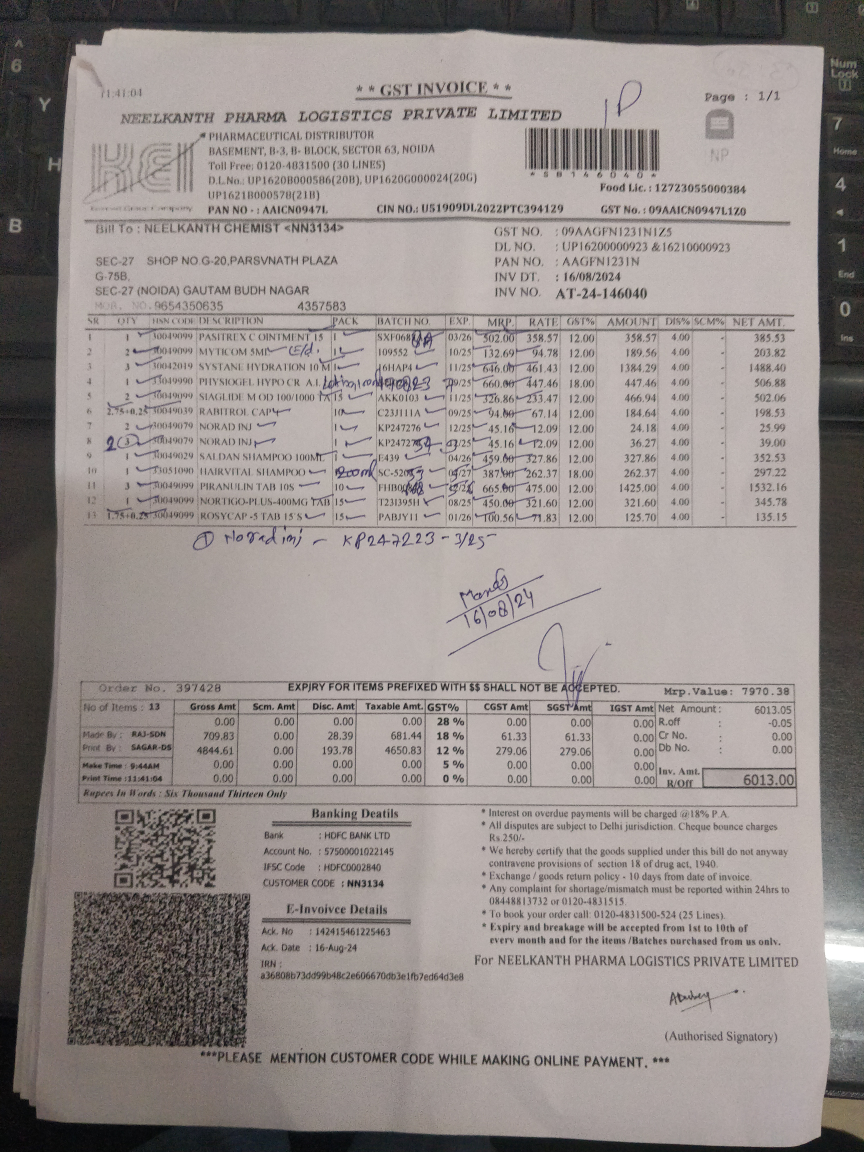 11:41:04
** GST INVOICE **
Page : 1/1
NEELKANTH PHARMA LOGISTICS PRIVATE LIMITED
PHARMACEUTICAL DISTRIBUTOR
BASEMENT, B-3, B- BLOCK, SECTOR 63, NOIDA
Toll Free: 0120-4831500 (30 LINES)
D.L.No.: UP1620B000586(20B), UP1620G000024(20G)
UP1621B000578(21B)
NP
*58146040*
Food Lic. : 12723055000384
PAN NO - : AAICN0947L CIN NO.: U51909DL2022PTC394129 GST No.: 09AAICN0947L1Z0
Bill To : NEELKANTH CHEMIST <NN3134>
SEC-27 SHOP NO.G-20,PARSVNATH PLAZA
G-75B,
SEC-27 (NOIDA) GAUTAM BUDH NAGAR
MOB. NO.9654350635 4357583
GST NO. : 09AAGFN1231N1Z5
DL NO. : UP16200000923 &16210000923
PAN NO. : AAGFN1231N
INV DT. : 16/08/2024
INV NO. AT-24-146040
SR QTY HSN CODE DESCRIPTION PACK BATCH NO. EXP. MRP. RATE GST% AMOUNT DIS% SCM% NET AMT.
1 1 30049099 PASITREX C OINTMENT 15 1 03/26 502.00 358.57 12.00 358.57 4.00 - 385.53
2 2 30049099 MYTICOM 5ML 109552 10/25 132.69 94.78 12.00 189.56 4.00 - 203.82
3 3 30042019 SYSTANE HYDRATION 10 M 1 J6HAP4 11/25 646.00 461.43 12.00 1384.29 4.00 - 1488.40
4 1 33049990 PHYSIOGEL HYPO CR. A.I. 09/25 660.00 447.46 18.00 447.46 4.00 - 506.88
5 2 30049099 SIAGLIDE M OD 100/1000 TA 15 AKK0103 11/25 326.86 233.47 12.00 466.94 4.00 - 502.06
6 2.75+0.25 30049039 RABITROL CAP 10 C23J111A 09/25 94.00 67.14 12.00 184.64 4.00 - 198.53
7 2 30049079 NORAD INJ 1 KP247276 12/25 45.16 12.09 12.00 24.18 4.00 - 25.99
8 2 3 30049079 NORAD INJ 1 45.16 12.09 12.00 36.27 4.00 - 39.00
9 1 30049029 SALDAN SHAMPOO 100ML 1 E439 04/26 459.00 327.86 12.00 327.86 4.00 - 352.53
10 1 33051090 HAIRVITAL SHAMPOO 200ml 387.00 262.37 18.00 262.37 4.00 - 297.22
11 3 30049099 PIRANULIN TAB 10S 10 665.00 475.00 12.00 1425.00 4.00 - 1532.16
12 1 30049099 NORTIGO-PLUS-400MG TAB 15 T231395H 08/25 450.00 321.60 12.00 321.60 4.00 - 345.78
13 1.75+0.25 30049099 ROSYCAP -5 TAB 15'S 15 PABJY11 01/26 100.56 71.83 12.00 125.70 4.00 - 135.15
① Norad inj - KP247223 - 3/25
16/08/24
Order No. 397428 EXPIRY FOR ITEMS PREFIXED WITH $$ SHALL NOT BE ACCEPTED. Mrp.Value: 7970.38
No of Items : 13 Gross Amt Scm. Amt Disc. Amt Taxable Amt. GST% CGST Amt SGST Amt IGST Amt Net Amount : 6013.05
0.00 0.00 0.00 0.00 28 % 0.00 0.00 0.00 R.off : -0.05
Made By : RAJ-SDN 709.83 28.39 681.44 18 % 61.33 61.33 0.00 Cr No. : 0.00
Print By : SAGAR-DS 4844.61 193.78 4650.83 12 % 279.06 279.06 0.00 Db No. : 0.00
Make Time : 9:44AM 0.00 0.00 0.00 0.00 5 % 0.00 0.00 0.00
Print Time :11:41:04 0.00 0.00 0.00 0.00 0 % 0.00 0.00 0.00 Inv. Amt. R/Off 6013.00
Rupees In Words : Six Thousand Thirteen Only
Banking Deatils
Bank : HDFC BANK LTD
Account No. : 57500001022145
IFSC Code : HDFC0002840
CUSTOMER CODE : NN3134
E-Invoivce Details
Ack. No : 142415461225463
Ack. Date : 16-Aug-24
IRN :
a36808b73dd99b48c2e606670db3e1fb7ed64d3e8
* Interest on overdue payments will be charged @18% P.A.
* All disputes are subject to Delhi jurisdiction. Cheque bounce charges
Rs.250/-
* We hereby certify that the goods supplied under this bill do not anyway
contravene provisions of section 18 of drug act, 1940.
* Exchange / goods return policy - 10 days from date of invoice.
* Any complaint for shortage/mismatch must be reported within 24hrs to
08448813732 or 0120-4831515.
* To book your order call: 0120-4831500-524 (25 Lines).
* Expiry and breakage will be accepted from 1st to 10th of
every month and for the items /Batches purchased from us only.
For NEELKANTH PHARMA LOGISTICS PRIVATE LIMITED
(Authorised Signatory)
***PLEASE MENTION CUSTOMER CODE WHILE MAKING ONLINE PAYMENT. ***